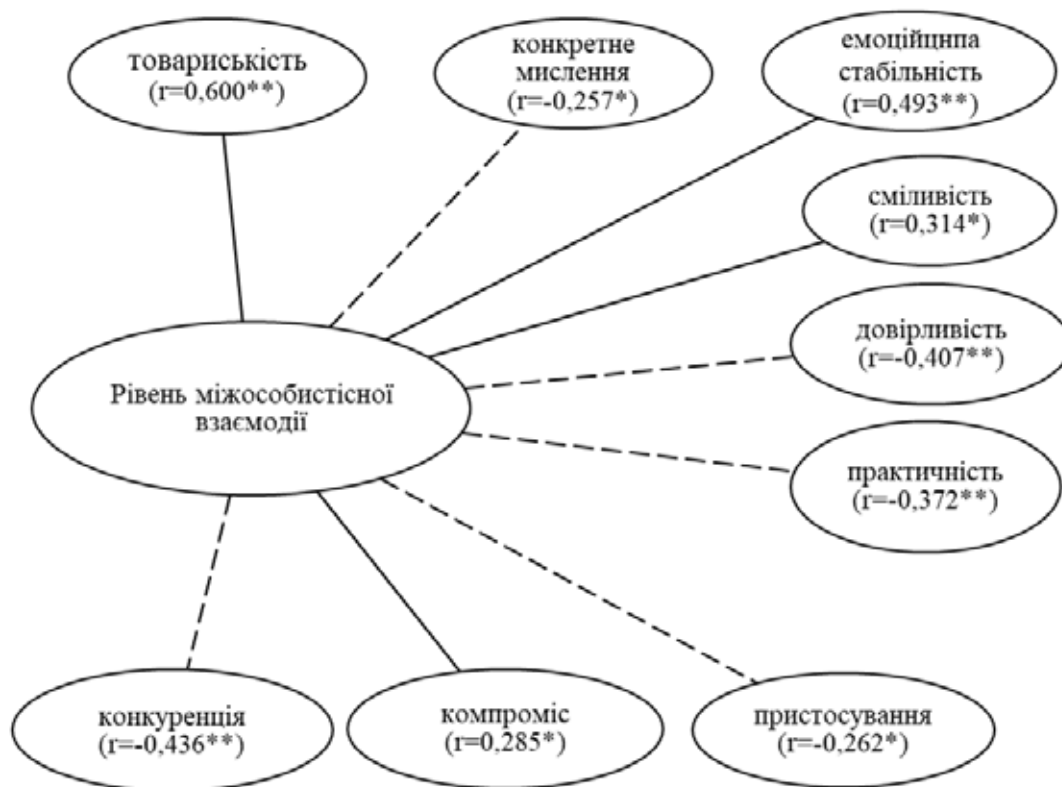 товариськість
(r=0,600**)
конкретне
мислення
(r=-0,257*)
емоційцнпа
стабільність
(r=0,493**)
сміливість
(r=0,314*)
довірливість
(r=-0,407**)
Рівень міжособистісної
взаємодії
практичність
(r=-0,372**)
конкуренція
(r=-0,436**)
компроміс
(r=0,285*)
пристосування
(r=-0,262*)